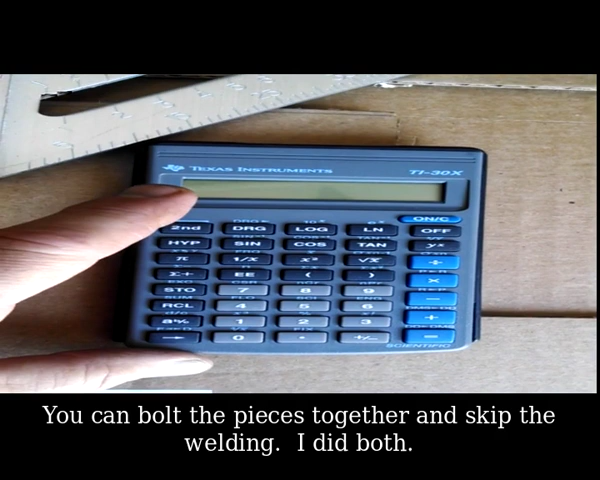 TEXAS INSTRUMENTS TI-30X
ON/C
2nd DRG LOG LN OFF
HYP SIN COS TAN
π 1/x x² √x ÷
Σ+ EE ( ) ×
STO 7 8 9 −
RCL 4 5 6 +
1 2 3 =
0 . +/−
SCIENTIFIC
You can bolt the pieces together and skip the
welding. I did both.